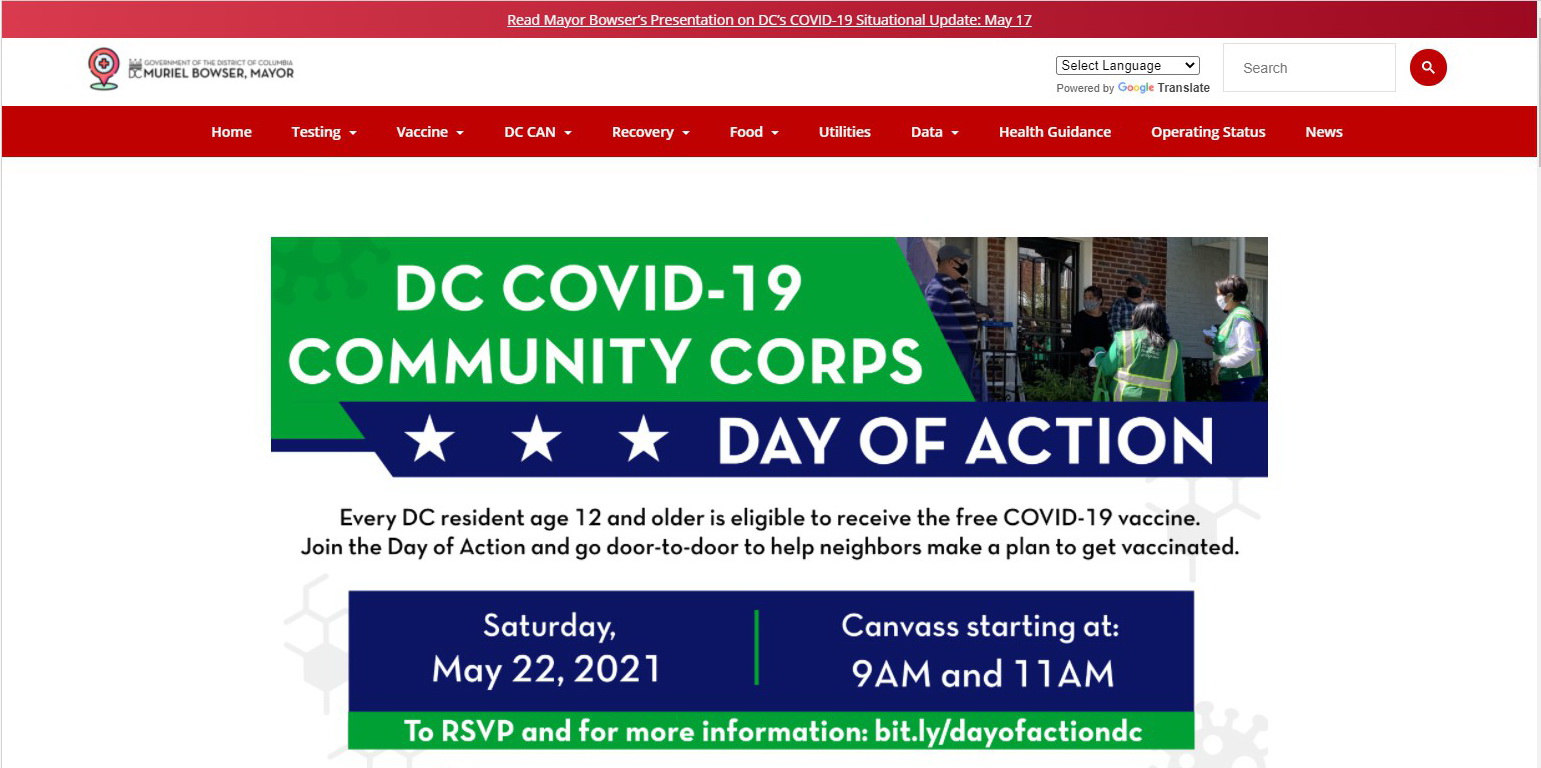 Read Mayor Bowser's Presentation on DC's COVID-19 Situational Update: May 17
GOVERNMENT OF THE DISTRICT OF COLUMBIA
DC MURIEL BOWSER, MAYOR
Select Language
Powered by Google Translate
Search
Home Testing Vaccine DC CAN Recovery Food Utilities Data Health Guidance Operating Status News
DC COVID-19
COMMUNITY CORPS
DAY OF ACTION
Every DC resident age 12 and older is eligible to receive the free COVID-19 vaccine.
Join the Day of Action and go door-to-door to help neighbors make a plan to get vaccinated.
Saturday,
May 22, 2021
Canvass starting at:
9AM and 11AM
To RSVP and for more information: bit.ly/dayofactiondc